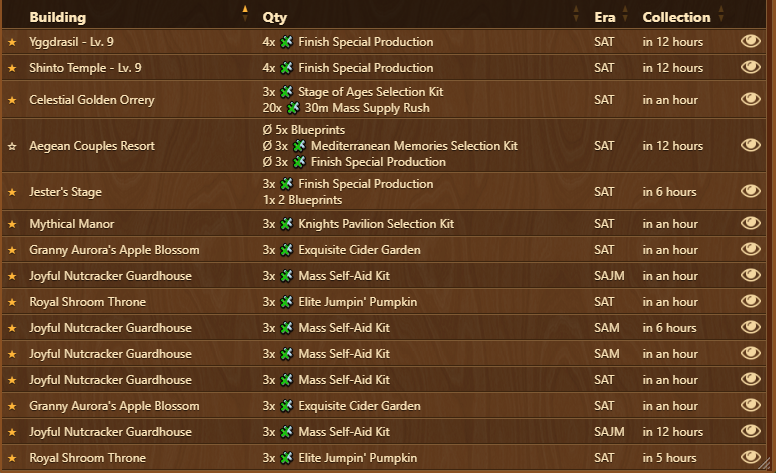 Building Qty Era Collection
Yggdrasil - Lv. 9 4x Finish Special Production SAT in 12 hours
Shinto Temple - Lv. 9 4x Finish Special Production SAT in 12 hours
3x Stage of Ages Selection Kit
Celestial Golden Orrery SAT in an hour
20x 30m Mass Supply Rush
Ø 5x Blueprints
Aegean Couples Resort Ø 3x Mediterranean Memories Selection Kit SAT in 12 hours
Ø 3x Finish Special Production
3x Finish Special Production
Jester's Stage SAT in 6 hours
1x 2 Blueprints
Mythical Manor 3x Knights Pavilion Selection Kit SAT in an hour
Granny Aurora's Apple Blossom 3x Exquisite Cider Garden SAT in an hour
Joyful Nutcracker Guardhouse 3x Mass Self-Aid Kit SAJM in an hour
Royal Shroom Throne 3x Elite Jumpin' Pumpkin SAT in an hour
Joyful Nutcracker Guardhouse 3x Mass Self-Aid Kit SAM in 6 hours
Joyful Nutcracker Guardhouse 3x Mass Self-Aid Kit SAM in an hour
Joyful Nutcracker Guardhouse 3x Mass Self-Aid Kit SAT in an hour
Granny Aurora's Apple Blossom 3x Exquisite Cider Garden SAT in an hour
Joyful Nutcracker Guardhouse 3x Mass Self-Aid Kit SAJM in 12 hours
Royal Shroom Throne 3x Elite Jumpin' Pumpkin SAT in 5 hours